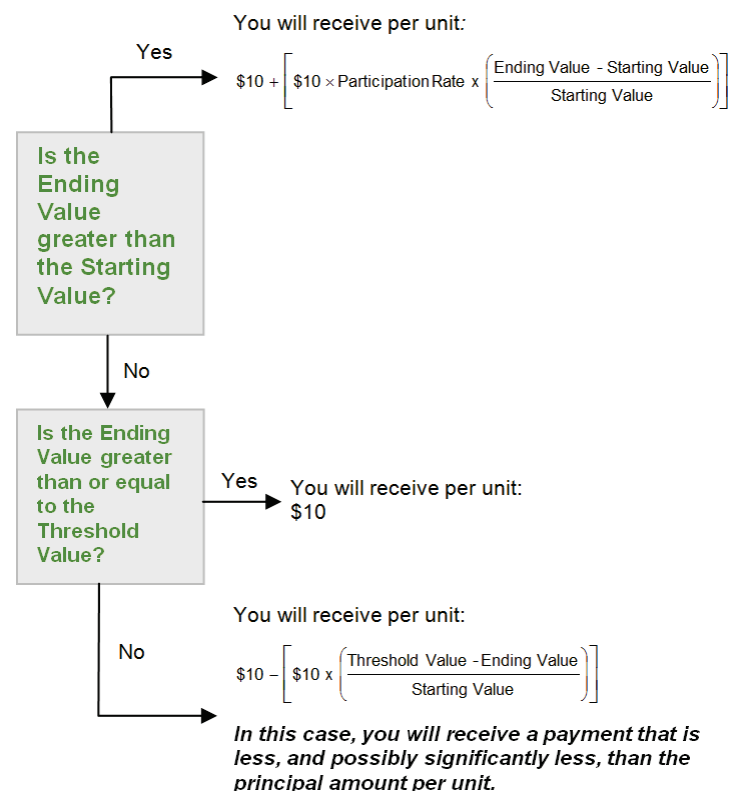 You will receive per unit:
Yes
$10 + [ $10 × Participation Rate x ( Ending Value - Starting Value
Starting Value ) ]
Is the
Ending
Value
greater than
the Starting
Value?
No
Is the Ending
Value greater
than or equal
to the
Threshold
Value?
Yes
You will receive per unit:
$10
You will receive per unit:
No
$10 − [ $10 x ( Threshold Value - Ending Value
Starting Value ) ]
In this case, you will receive a payment that is
less, and possibly significantly less, than the
principal amount per unit.